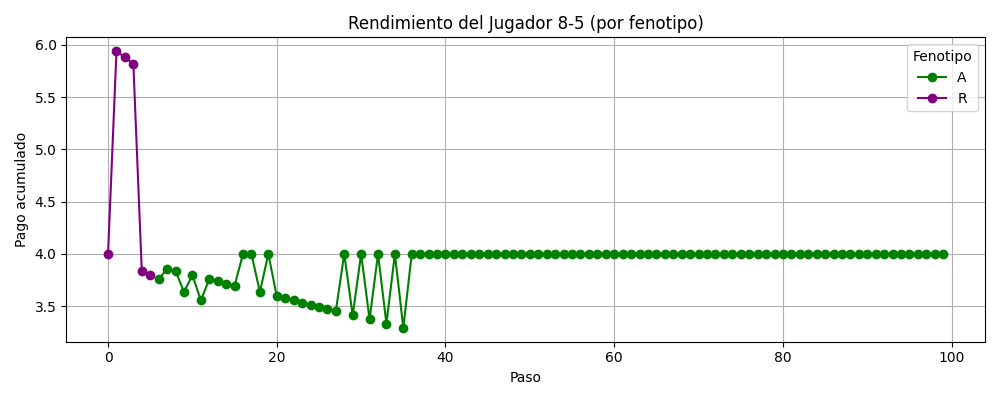 Rendimiento del Jugador 8-5 (por fenotipo)
Pago acumulado
6.0
5.5
5.0
4.5
4.0
3.5
Fenotipo
A
R
0 20 40 60 80 100
Paso